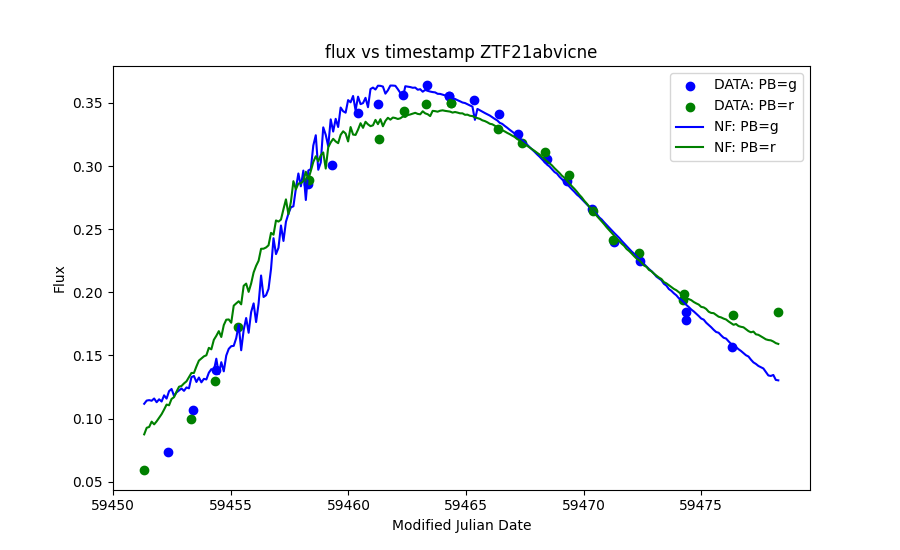 flux vs timestamp ZTF21abvicne
DATA: PB=g
DATA: PB=r
NF: PB=g
NF: PB=r
Flux
0.35
0.30
0.25
0.20
0.15
0.10
0.05
59450 59455 59460 59465 59470 59475
Modified Julian Date